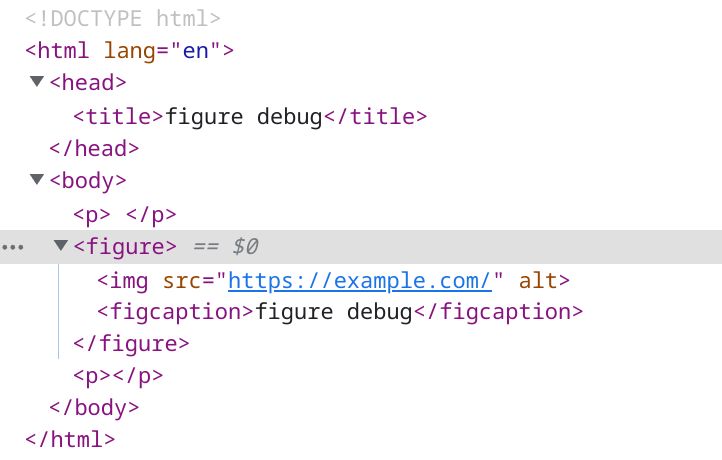 <!DOCTYPE html>
<html lang="en">
<head>
<title>figure debug</title>
</head>
<body>
<p> </p>
<figure> == $0
<img src="https://example.com/" alt>
<figcaption>figure debug</figcaption>
</figure>
<p></p>
</body>
</html>